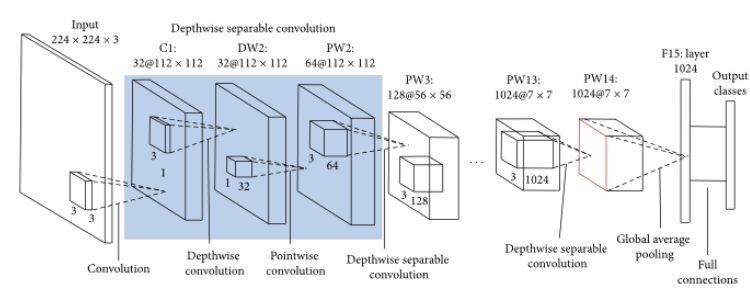 Input
224 × 224 × 3
Depthwise separable convolution
C1:
32@112 × 112
DW2:
32@112 × 112
PW2:
64@112 × 112
PW3:
128@56 × 56
PW13:
1024@7 × 7
PW14:
1024@7 × 7
F15: layer
1024
Output
classes
3
3
3
1
1
32
3
64
3
128
...
3
1024
Convolution
Depthwise
convolution
Pointwise
convolution
Depthwise separable
convolution
Depthwise separable
convolution
Global average
pooling
Full
connections